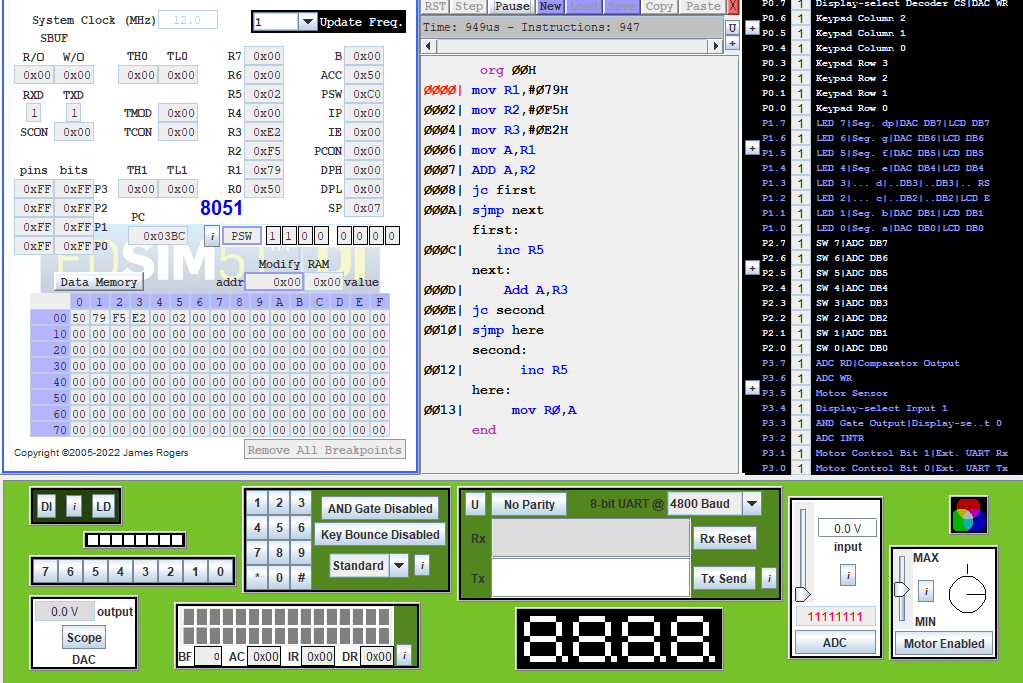 System Clock (MHz) 12.0 1 Update Freq.
SBUF
R/O W/O TH0 TL0 R7 0x00 B 0x00
0x00 0x00 0x00 0x00 R6 0x00 ACC 0x50
RXD TXD R5 0x02 PSW 0xC0
1 1 TMOD 0x00 R4 0x00 IP 0x00
SCON 0x00 TCON 0x00 R3 0xE2 IE 0x00
R2 0xF5 PCON 0x00
pins bits TH1 TL1 R1 0x79 DPH 0x00
0xFF 0xFF P3 0x00 0x00 R0 0x50 DPL 0x00
0xFF 0xFF P2 8051 SP 0x07
0xFF 0xFF P1 PC
0xFF 0xFF P0 0x03BC i PSW 1 1 0 0 0 0 0 0
Modify RAM
Data Memory addr 0x00 0x00 value
0 1 2 3 4 5 6 7 8 9 A B C D E F
00 50 79 F5 E2 00 02 00 00 00 00 00 00 00 00 00 00
10 00 00 00 00 00 00 00 00 00 00 00 00 00 00 00 00
20 00 00 00 00 00 00 00 00 00 00 00 00 00 00 00 00
30 00 00 00 00 00 00 00 00 00 00 00 00 00 00 00 00
40 00 00 00 00 00 00 00 00 00 00 00 00 00 00 00 00
50 00 00 00 00 00 00 00 00 00 00 00 00 00 00 00 00
60 00 00 00 00 00 00 00 00 00 00 00 00 00 00 00 00
70 00 00 00 00 00 00 00 00 00 00 00 00 00 00 00 00
Copyright ©2005-2022 James Rogers Remove All Breakpoints
RST Step Pause New Load Save Copy Paste X
Time: 949us - Instructions: 947 U
+
org 00H
0000| mov R1,#079H
0002| mov R2,#0F5H
0004| mov R3,#0E2H
0006| mov A,R1
0007| ADD A,R2
0008| jc first
000A| sjmp next
first:
000C| inc R5
next:
000D| Add A,R3
000E| jc second
0010| sjmp here
second:
0012| inc R5
here:
0013| mov R0,A
end
P0.7 1 Display-select Decoder CS|DAC WR
P0.6 1 Keypad Column 2
P0.5 1 Keypad Column 1
P0.4 1 Keypad Column 0
P0.3 1 Keypad Row 3
P0.2 1 Keypad Row 2
P0.1 1 Keypad Row 1
P0.0 1 Keypad Row 0
P1.7 1 LED 7|Seg. dp|DAC DB7|LCD DB7
P1.6 1 LED 6|Seg. g|DAC DB6|LCD DB6
P1.5 1 LED 5|Seg. f|DAC DB5|LCD DB5
P1.4 1 LED 4|Seg. e|DAC DB4|LCD DB4
P1.3 1 LED 3|... d|..DB3|..DB3|.. RS
P1.2 1 LED 2|... c|..DB2|..DB2|LCD E
P1.1 1 LED 1|Seg. b|DAC DB1|LCD DB1
P1.0 1 LED 0|Seg. a|DAC DB0|LCD DB0
P2.7 1 SW 7|ADC DB7
P2.6 1 SW 6|ADC DB6
P2.5 1 SW 5|ADC DB5
P2.4 1 SW 4|ADC DB4
P2.3 1 SW 3|ADC DB3
P2.2 1 SW 2|ADC DB2
P2.1 1 SW 1|ADC DB1
P2.0 1 SW 0|ADC DB0
P3.7 1 ADC RD|Comparator Output
P3.6 1 ADC WR
P3.5 1 Motor Sensor
P3.4 1 Display-select Input 1
P3.3 1 AND Gate Output|Display-se..t 0
P3.2 1 ADC INTR
P3.1 1 Motor Control Bit 1|Ext. UART Rx
P3.0 1 Motor Control Bit 0|Ext. UART Tx
DI i LD
7 6 5 4 3 2 1 0
0.0 V output
Scope
DAC
1 2 3 AND Gate Disabled
4 5 6 Key Bounce Disabled
7 8 9 Standard i
* 0 #
BF 0 AC 0x00 IR 0x00 DR 0x00 i
U No Parity 8-bit UART @ 4800 Baud
Rx Rx Reset
Tx Tx Send i
8.8.8.8.
0.0 V
input
i
11111111
ADC
MAX
i
MIN
Motor Enabled